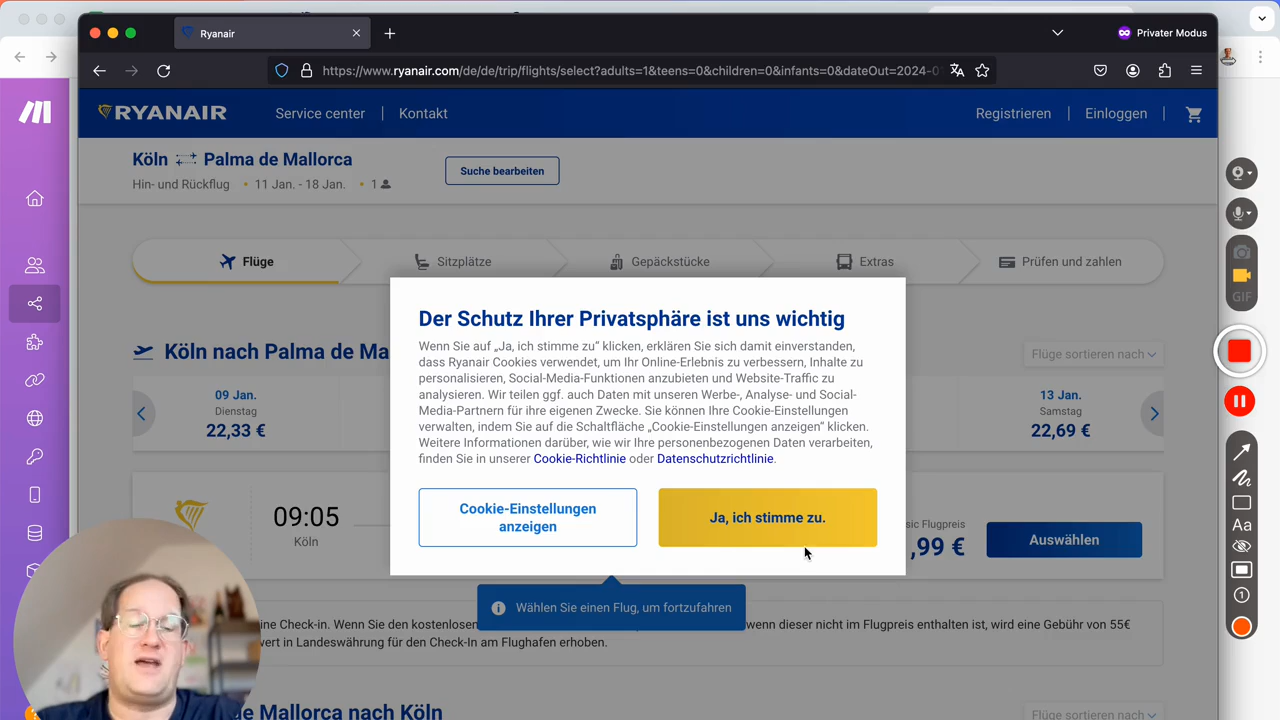 Ryanair
Privater Modus
https://www.ryanair.com/de/de/trip/flights/select?adults=1&teens=0&children=0&infants=0&dateOut=2024-0
RYANAIR
Service center
Kontakt
Registrieren
Einloggen
Köln
Palma de Mallorca
Suche bearbeiten
Hin- und Rückflug • 11 Jan. - 18 Jan. • 1
Flüge
Sitzplätze
Gepäckstücke
Extras
Prüfen und zahlen
Der Schutz Ihrer Privatsphäre ist uns wichtig
Wenn Sie auf „Ja, ich stimme zu“ klicken, erklären Sie sich damit einverstanden,
dass Ryanair Cookies verwendet, um Ihr Online-Erlebnis zu verbessern, Inhalte zu
personalisieren, Social-Media-Funktionen anzubieten und Website-Traffic zu
analysieren. Wir teilen ggf. auch Daten mit unseren Werbe-, Analyse- und Social-
Media-Partnern für ihre eigenen Zwecke. Sie können Ihre Cookie-Einstellungen
verwalten, indem Sie auf die Schaltfläche „Cookie-Einstellungen anzeigen“ klicken.
Weitere Informationen darüber, wie wir Ihre personenbezogenen Daten verarbeiten,
finden Sie in unserer Cookie-Richtlinie oder Datenschutzrichtlinie.
Cookie-Einstellungen
anzeigen
Ja, ich stimme zu.
Köln nach Palma de Ma
Flüge sortieren nach
09 Jan.
Dienstag
22,33 €
13 Jan.
Samstag
22,69 €
09:05
Köln
sic Flugpreis
,99 €
Auswählen
Wählen Sie einen Flug, um fortzufahren
ine Check-in. Wenn Sie den kostenlosen
wenn dieser nicht im Flugpreis enthalten ist, wird eine Gebühr von 55€
wert in Landeswährung für den Check-In am Flughafen erhoben.
de Mallorca nach Köln
Flüge sortieren nach
GIF
Aa
1